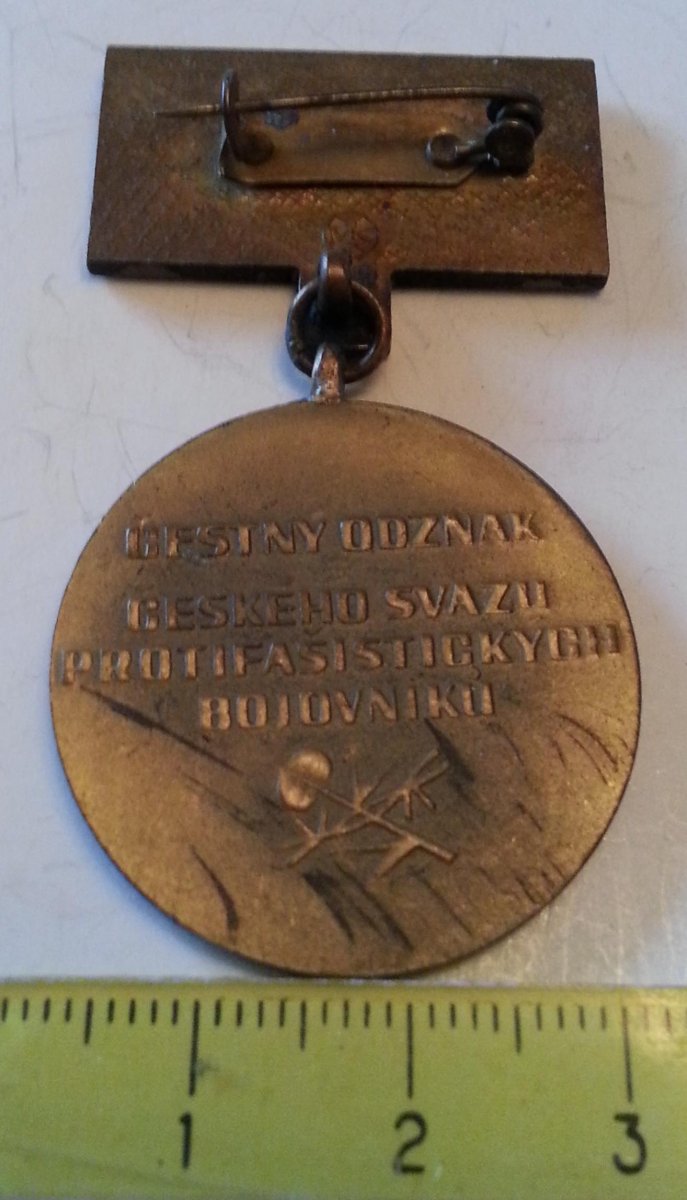 ČESTNÝ ODZNAK
ČESKÉHO SVAZU
PROTIFAŠISTICKÝCH
BOJOVNÍKŮ
1 2 3